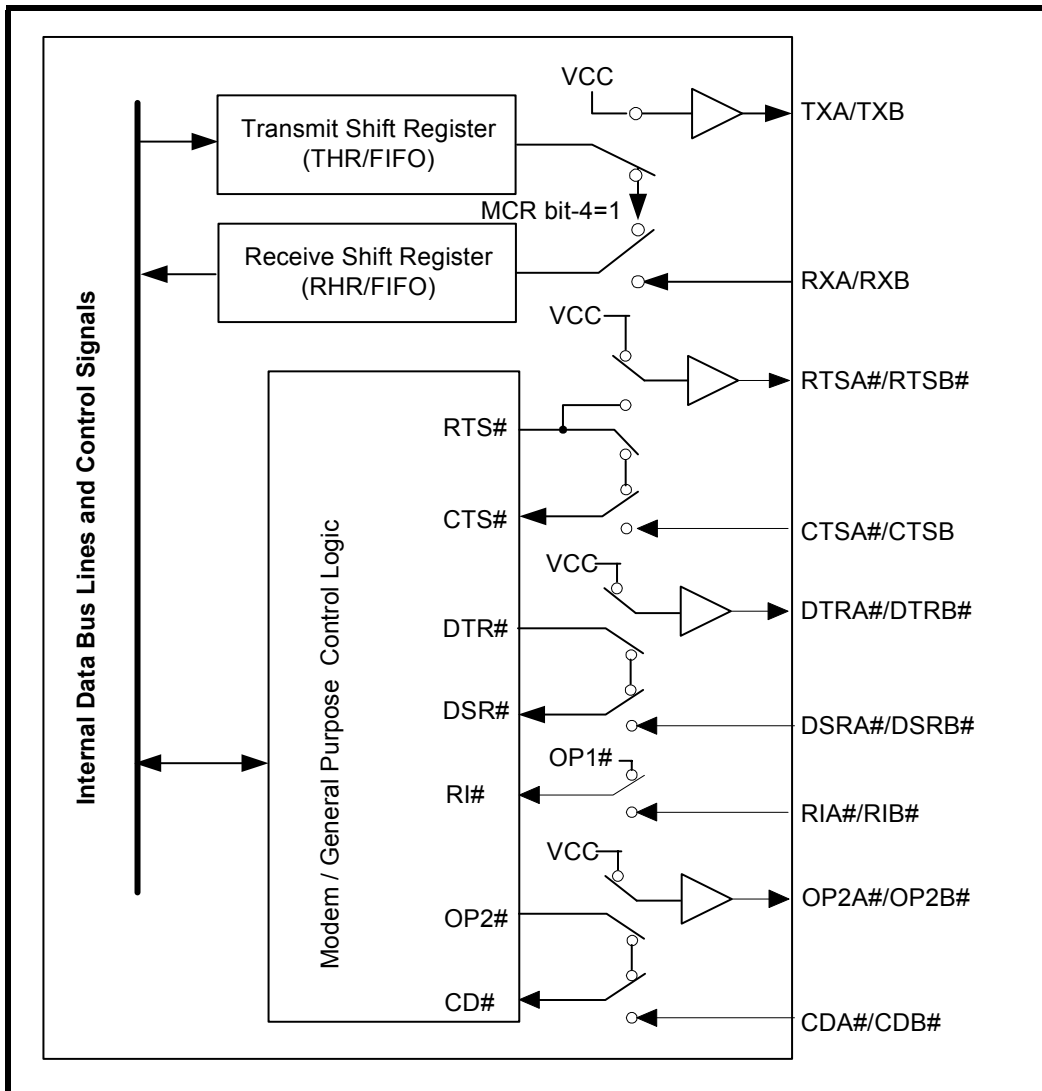 VCC
TXA/TXB
Transmit Shift Register
(THR/FIFO)
MCR bit-4=1
Receive Shift Register
(RHR/FIFO)
RXA/RXB
VCC
RTSA#/RTSB#
RTS#
CTS#
CTSA#/CTSB
VCC
DTRA#/DTRB#
DTR#
DSR#
DSRA#/DSRB#
OP1#
RI#
RIA#/RIB#
VCC
OP2A#/OP2B#
OP2#
CD#
CDA#/CDB#
Internal Data Bus Lines and Control Signals
Modem / General Purpose Control Logic